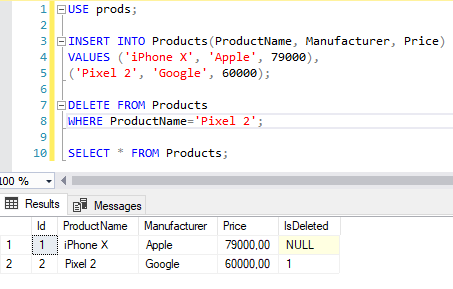 1 USE prods;
2
3 INSERT INTO Products(ProductName, Manufacturer, Price)
4 VALUES ('iPhone X', 'Apple', 79000),
5 ('Pixel 2', 'Google', 60000);
6
7 DELETE FROM Products
8 WHERE ProductName='Pixel 2';
9
10 SELECT * FROM Products;
100 %
Results Messages
Id ProductName Manufacturer Price IsDeleted
1 1 iPhone X Apple 79000,00 NULL
2 2 Pixel 2 Google 60000,00 1